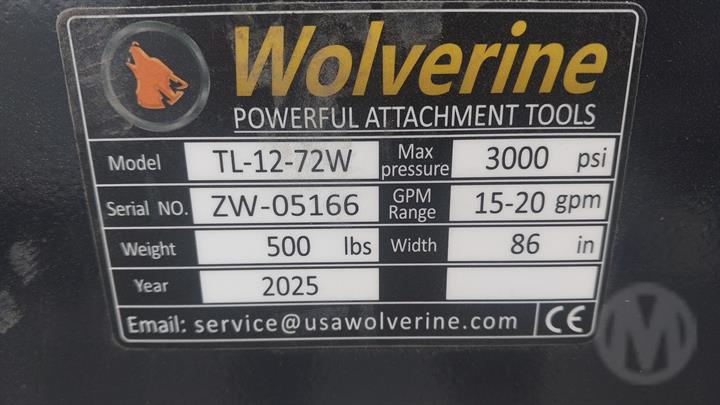 Wolverine
POWERFUL ATTACHMENT TOOLS
Model TL-12-72W Max pressure 3000 psi
Serial NO. ZW-05166 GPM Range 15-20 gpm
Weight 500 lbs Width 86 in
Year 2025
Email: service@usawolverine.com CE
M